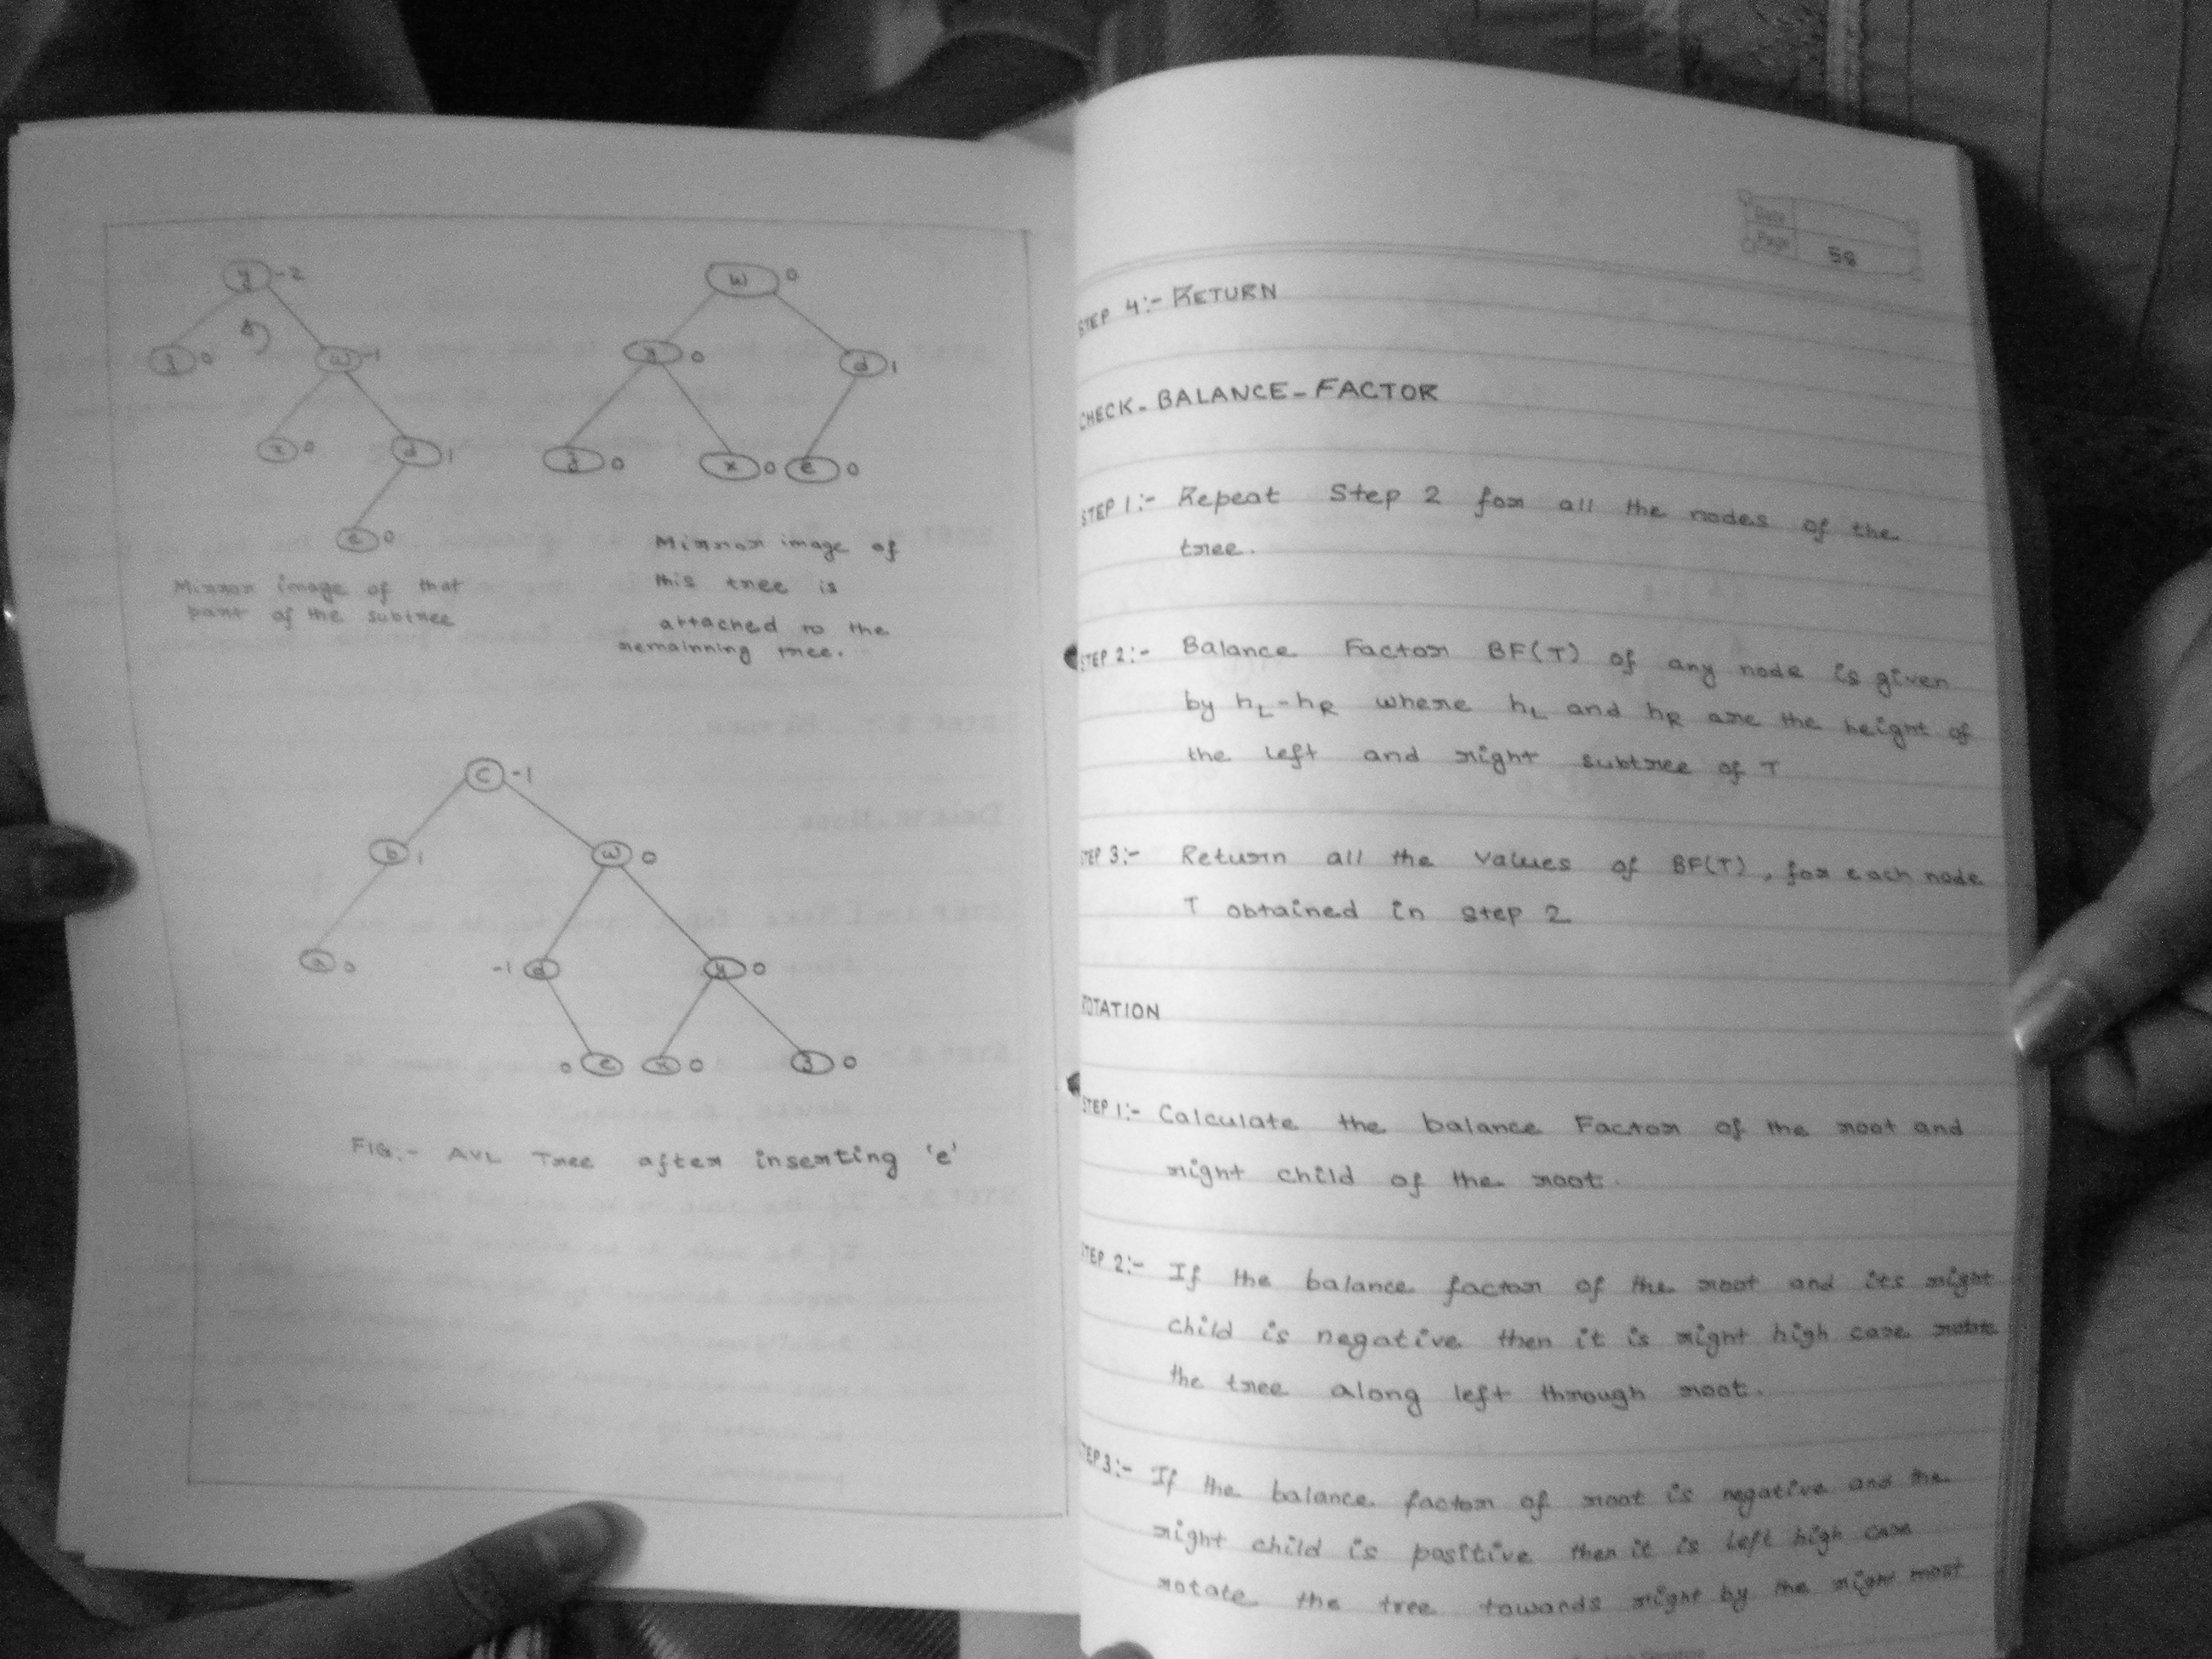 y -2
z 0
w -1
x 0
d 1
e 0
Mirror image of that
part of the subtree
w 0
y 0
d 1
z 0
x 0
e 0
Mirror image of
this tree is
attached to the
remainning tree.
c -1
b 1
w 0
a 0
-1 d
y 0
0 e
x 0
z 0
FIG:- AVL Tree after inserting 'e'
Date
Page 58
STEP 4:- RETURN
CHECK-BALANCE-FACTOR
STEP 1:- Repeat Step 2 for all the nodes of the
tree.
STEP 2:- Balance Factor BF(T) of any node is given
by hL-hR where hL and hR are the height of
the left and right subtree of T
STEP 3:- Return all the values of BF(T), for each node
T obtained in step 2
ROTATION
STEP 1:- Calculate the balance Factor of the root and
right child of the root.
STEP 2:- If the balance factor of the root and its right
child is negative then it is right high case rotate
the tree along left through root.
STEP 3:- If the balance factor of root is negative and the
right child is positive then it is left high case
rotate the tree towards right by the right most